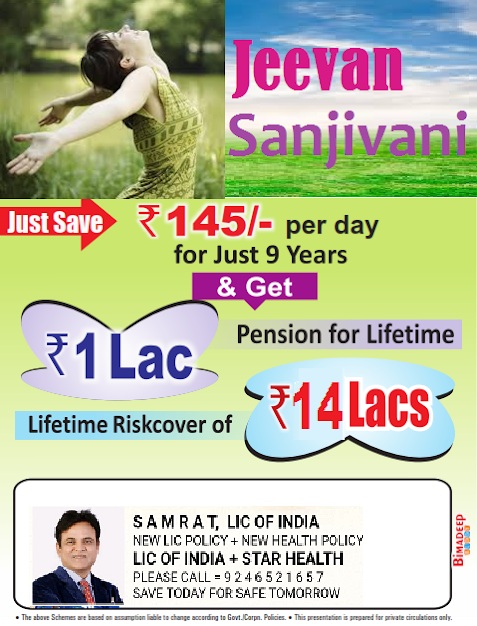 Jeevan
Sanjivani
Just Save
₹145/- per day
for Just 9 Years
& Get
₹1 Lac
Pension for Lifetime
Lifetime Riskcover of
₹14 Lacs
SAMRAT, LIC OF INDIA
NEW LIC POLICY + NEW HEALTH POLICY
LIC OF INDIA + STAR HEALTH
PLEASE CALL = 9246521657
SAVE TODAY FOR SAFE TOMORROW
BIMADEEP
• The above Schemes are based on assumption liable to change according to Govt./Corpn. Policies. • This presentation is prepared for private circulations only.